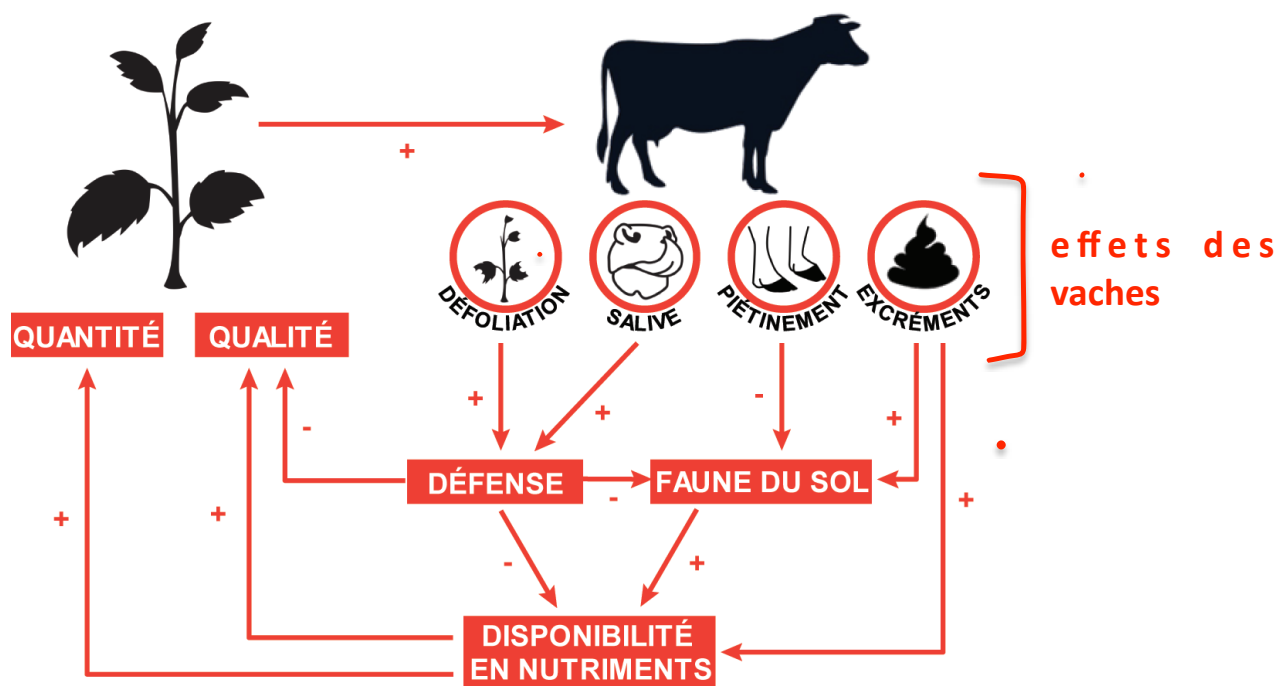 +
DÉFOLIATION
SALIVE
PIÉTINEMENT
EXCRÉMENTS
effets des
vaches
QUANTITÉ
QUALITÉ
+
+
-
+
-
DÉFENSE
-
FAUNE DU SOL
+
+
+
-
+
DISPONIBILITÉ
EN NUTRIMENTS